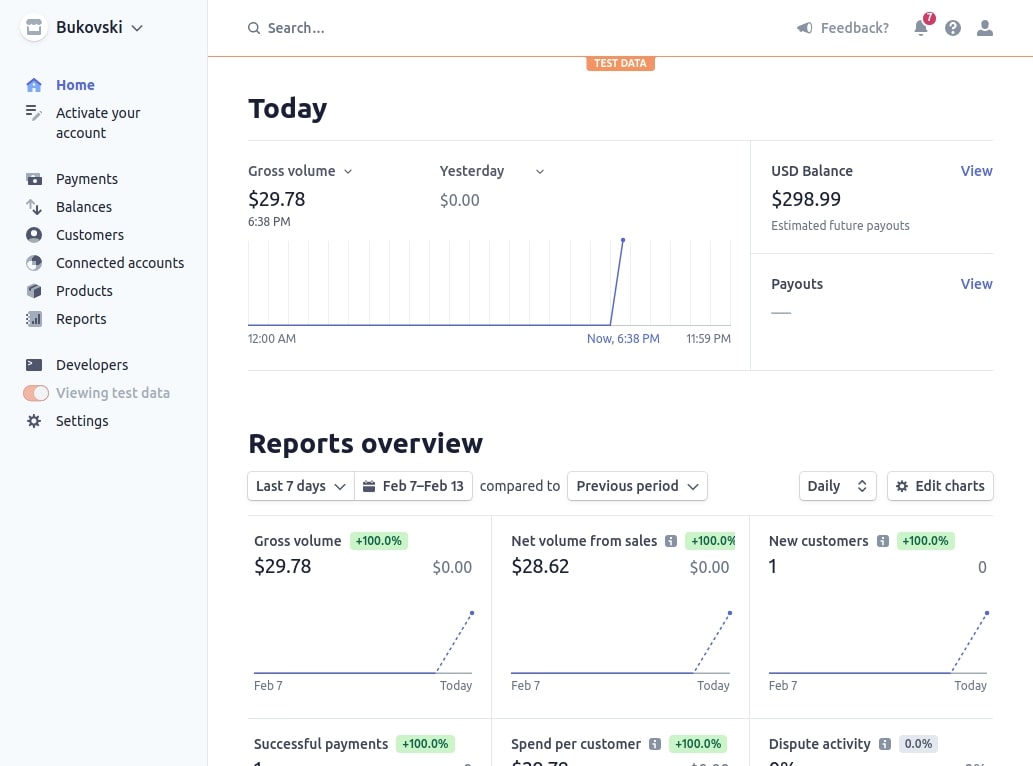 Bukovski
Search...
Feedback?
7
TEST DATA
Home
Activate your
account
Payments
Balances
Customers
Connected accounts
Products
Reports
Developers
Viewing test data
Settings
Today
Gross volume
Yesterday
$29.78
$0.00
6:38 PM
12:00 AM
Now, 6:38 PM
11:59 PM
USD Balance
View
$298.99
Estimated future payouts
Payouts
View
—
Reports overview
Last 7 days
Feb 7–Feb 13
compared to
Previous period
Daily
Edit charts
Gross volume +100.0%
$29.78
$0.00
Feb 7
Today
Net volume from sales +100.0%
$28.62
$0.00
Feb 7
Today
New customers +100.0%
1
0
Feb 7
Today
Successful payments +100.0%
Spend per customer +100.0%
$29.78
$0.00
Dispute activity 0.0%
0%